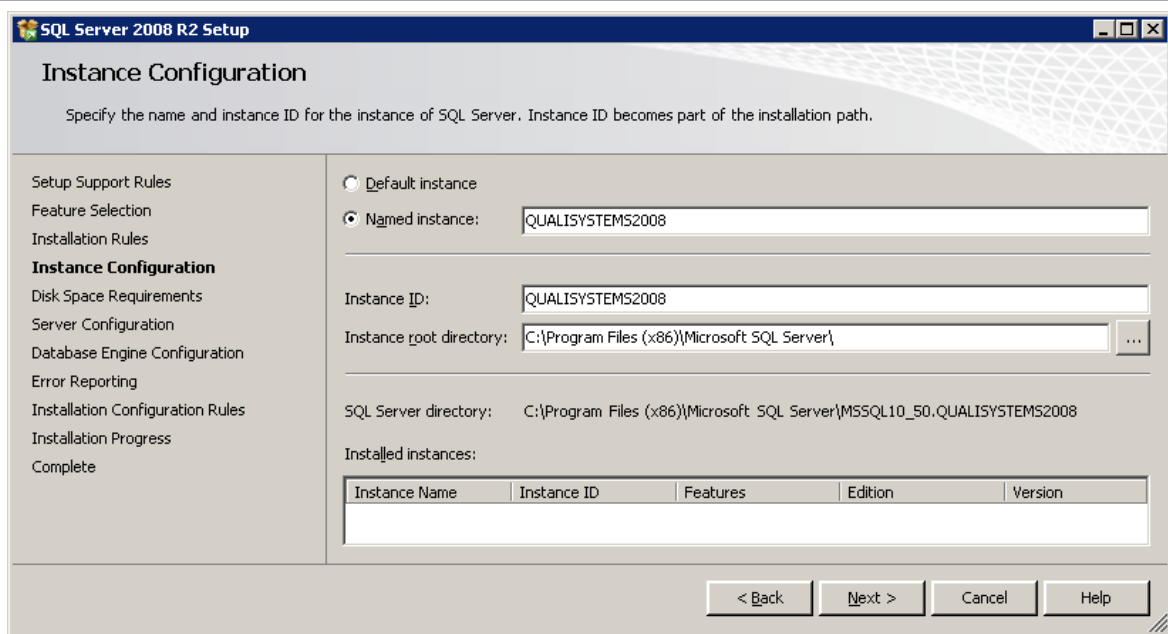 SQL Server 2008 R2 Setup
Instance Configuration
Specify the name and instance ID for the instance of SQL Server. Instance ID becomes part of the installation path.
Setup Support Rules
Feature Selection
Installation Rules
Instance Configuration
Disk Space Requirements
Server Configuration
Database Engine Configuration
Error Reporting
Installation Configuration Rules
Installation Progress
Complete
Default instance
Named instance: QUALISYSTEMS2008
Instance ID: QUALISYSTEMS2008
Instance root directory: C:\Program Files (x86)\Microsoft SQL Server\ ...
SQL Server directory: C:\Program Files (x86)\Microsoft SQL Server\MSSQL10_50.QUALISYSTEMS2008
Installed instances:
Instance Name Instance ID Features Edition Version
< Back Next > Cancel Help